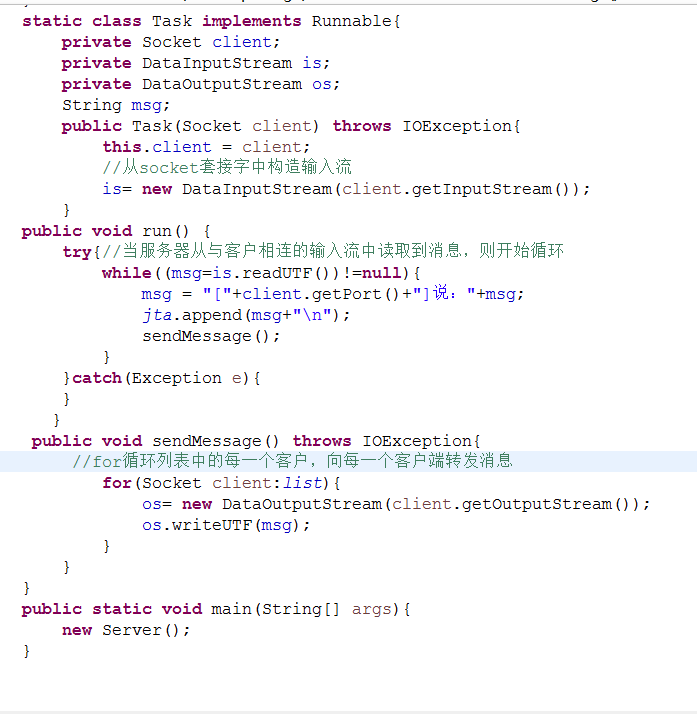 static class Task implements Runnable{
private Socket client;
private DataInputStream is;
private DataOutputStream os;
String msg;
public Task(Socket client) throws IOException{
this.client = client;
//从socket套接字中构造输入流
is= new DataInputStream(client.getInputStream());
}
public void run() {
try{//当服务器从与客户相连的输入流中读取到消息，则开始循环
while((msg=is.readUTF())!=null){
msg = "["+client.getPort()+"]说："+msg;
jta.append(msg+"\n");
sendMessage();
}
}catch(Exception e){
}
}
public void sendMessage() throws IOException{
//for循环列表中的每一个客户，向每一个客户端转发消息
for(Socket client:list){
os= new DataOutputStream(client.getOutputStream());
os.writeUTF(msg);
}
}
}
public static void main(String[] args){
new Server();
}